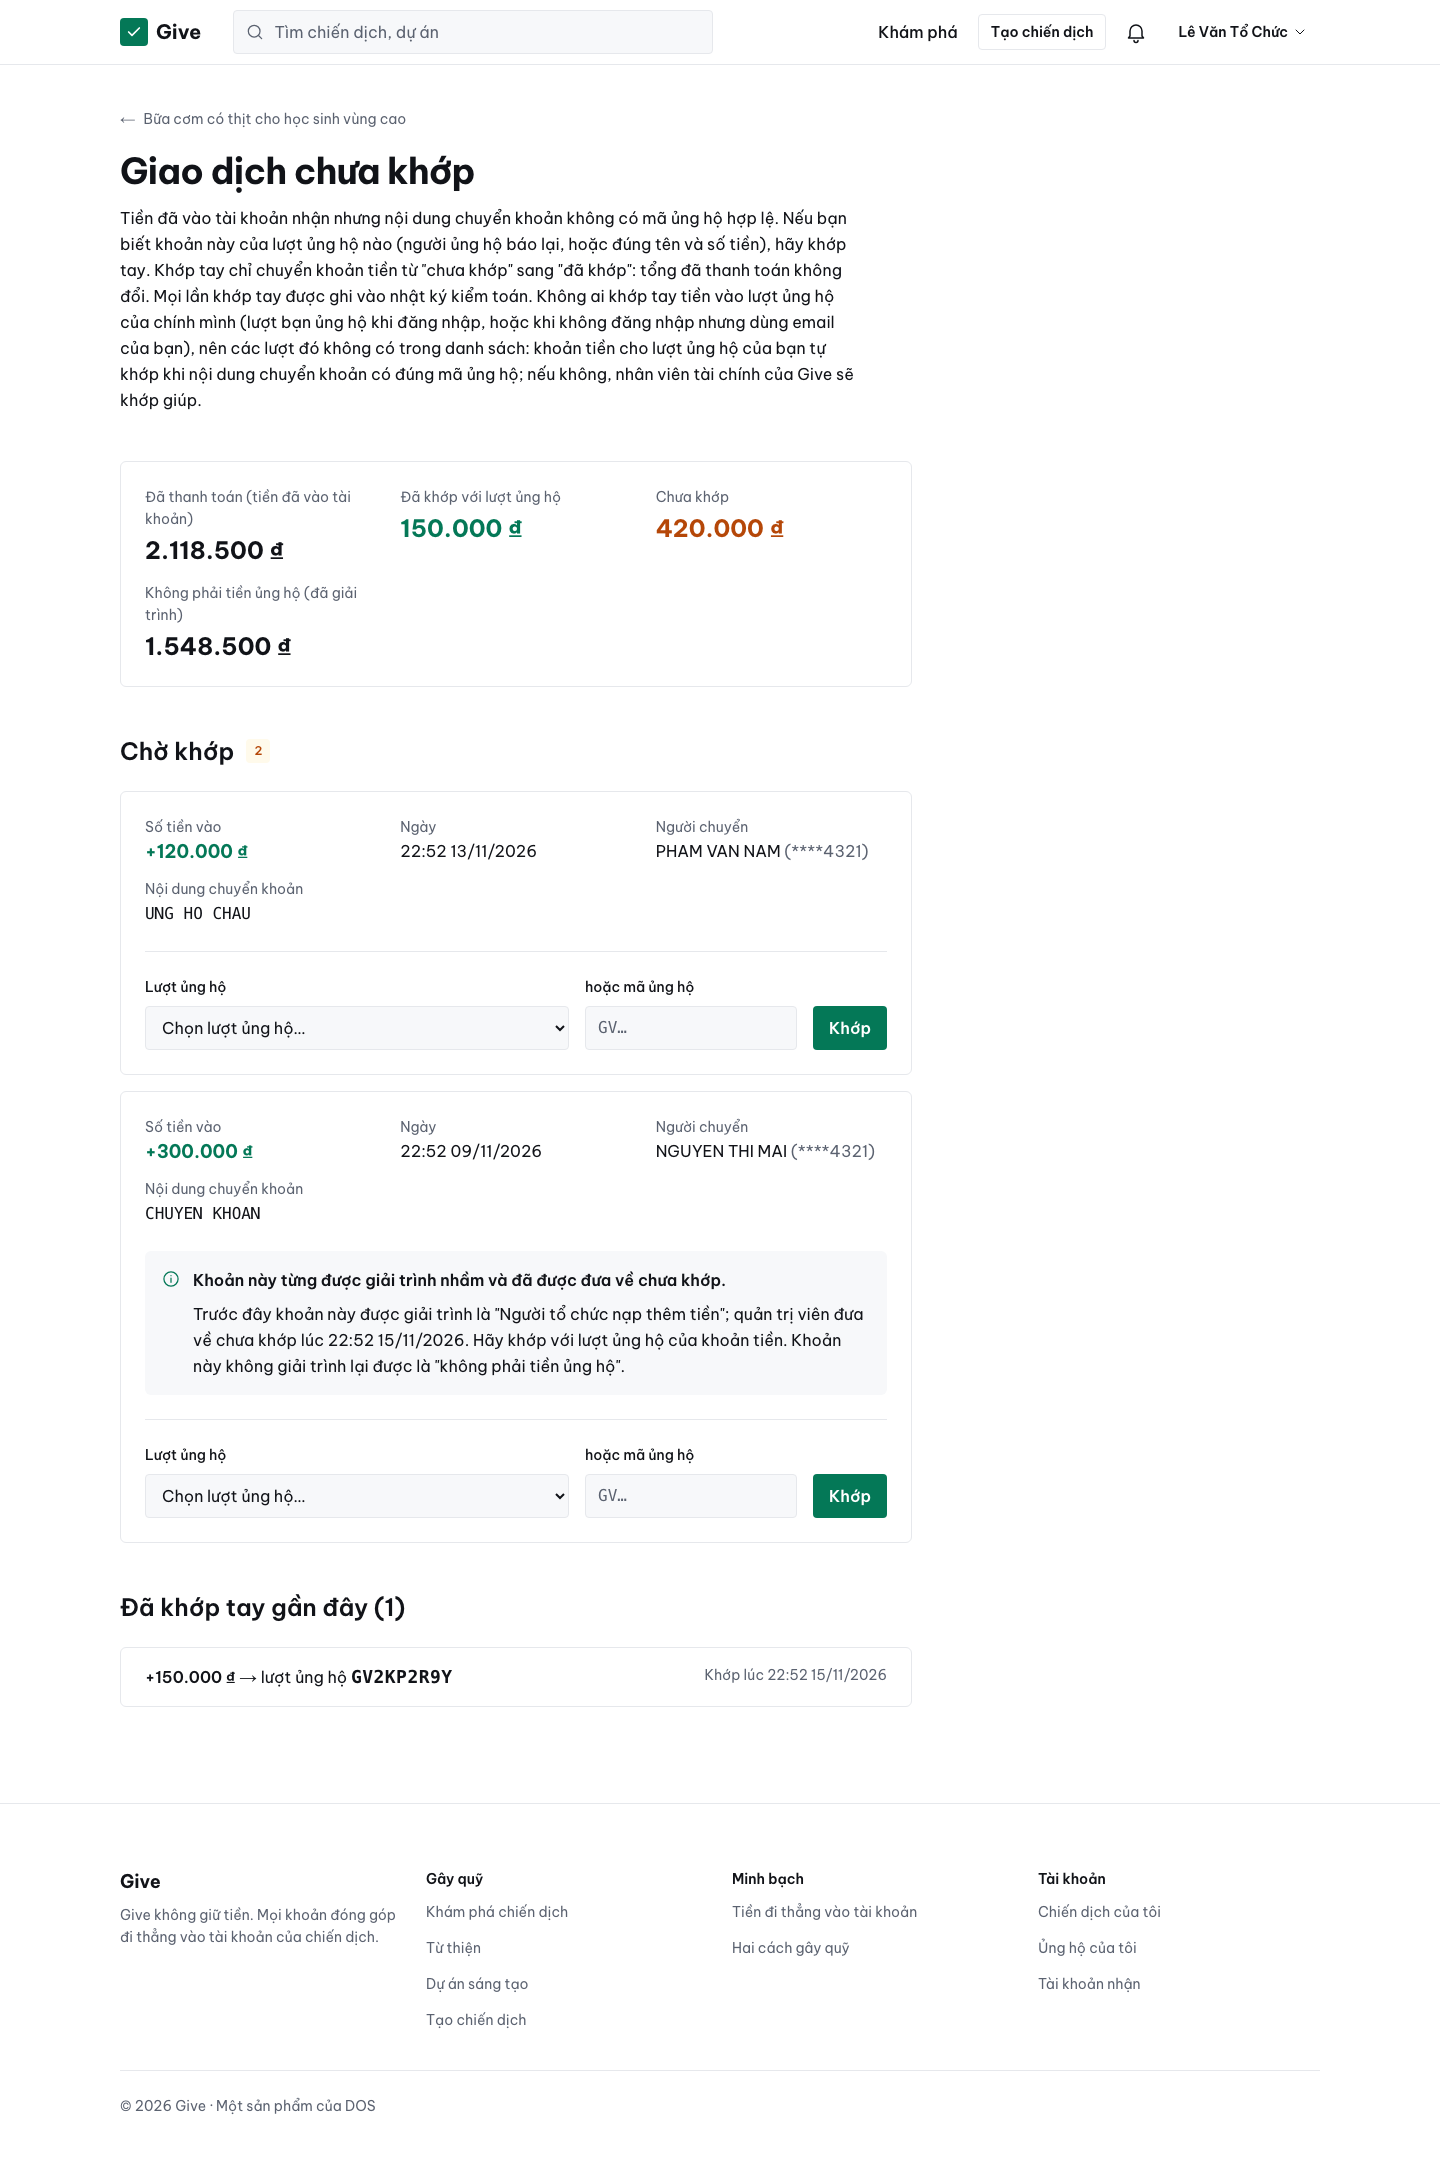 Give
Tìm chiến dịch, dự án
Khám phá
Tạo chiến dịch
Lê Văn Tổ Chức
← Bữa cơm có thịt cho học sinh vùng cao
Giao dịch chưa khớp
Tiền đã vào tài khoản nhận nhưng nội dung chuyển khoản không có mã ủng hộ hợp lệ. Nếu bạn
biết khoản này của lượt ủng hộ nào (người ủng hộ báo lại, hoặc đúng tên và số tiền), hãy khớp
tay. Khớp tay chỉ chuyển khoản tiền từ "chưa khớp" sang "đã khớp": tổng đã thanh toán không
đổi. Mọi lần khớp tay được ghi vào nhật ký kiểm toán. Không ai khớp tay tiền vào lượt ủng hộ
của chính mình (lượt bạn ủng hộ khi đăng nhập, hoặc khi không đăng nhập nhưng dùng email
của bạn), nên các lượt đó không có trong danh sách: khoản tiền cho lượt ủng hộ của bạn tự
khớp khi nội dung chuyển khoản có đúng mã ủng hộ; nếu không, nhân viên tài chính của Give sẽ
khớp giúp.
Đã thanh toán (tiền đã vào tài
khoản)
2.118.500 ₫
Đã khớp với lượt ủng hộ
150.000 ₫
Chưa khớp
420.000 ₫
Không phải tiền ủng hộ (đã giải
trình)
1.548.500 ₫
Chờ khớp 2
Số tiền vào
+120.000 ₫
Ngày
22:52 13/11/2026
Người chuyển
PHAM VAN NAM (****4321)
Nội dung chuyển khoản
UNG HO CHAU
Lượt ủng hộ
Chọn lượt ủng hộ...
hoặc mã ủng hộ
GV…
Khớp
Số tiền vào
+300.000 ₫
Ngày
22:52 09/11/2026
Người chuyển
NGUYEN THI MAI (****4321)
Nội dung chuyển khoản
CHUYEN KHOAN
Khoản này từng được giải trình nhầm và đã được đưa về chưa khớp.
Trước đây khoản này được giải trình là "Người tổ chức nạp thêm tiền"; quản trị viên đưa
về chưa khớp lúc 22:52 15/11/2026. Hãy khớp với lượt ủng hộ của khoản tiền. Khoản
này không giải trình lại được là "không phải tiền ủng hộ".
Lượt ủng hộ
Chọn lượt ủng hộ...
hoặc mã ủng hộ
GV…
Khớp
Đã khớp tay gần đây (1)
+150.000 ₫ → lượt ủng hộ GV2KP2R9Y
Khớp lúc 22:52 15/11/2026
Give
Give không giữ tiền. Mọi khoản đóng góp
đi thẳng vào tài khoản của chiến dịch.
Gây quỹ
Khám phá chiến dịch
Từ thiện
Dự án sáng tạo
Tạo chiến dịch
Minh bạch
Tiền đi thẳng vào tài khoản
Hai cách gây quỹ
Tài khoản
Chiến dịch của tôi
Ủng hộ của tôi
Tài khoản nhận
© 2026 Give · Một sản phẩm của DOS